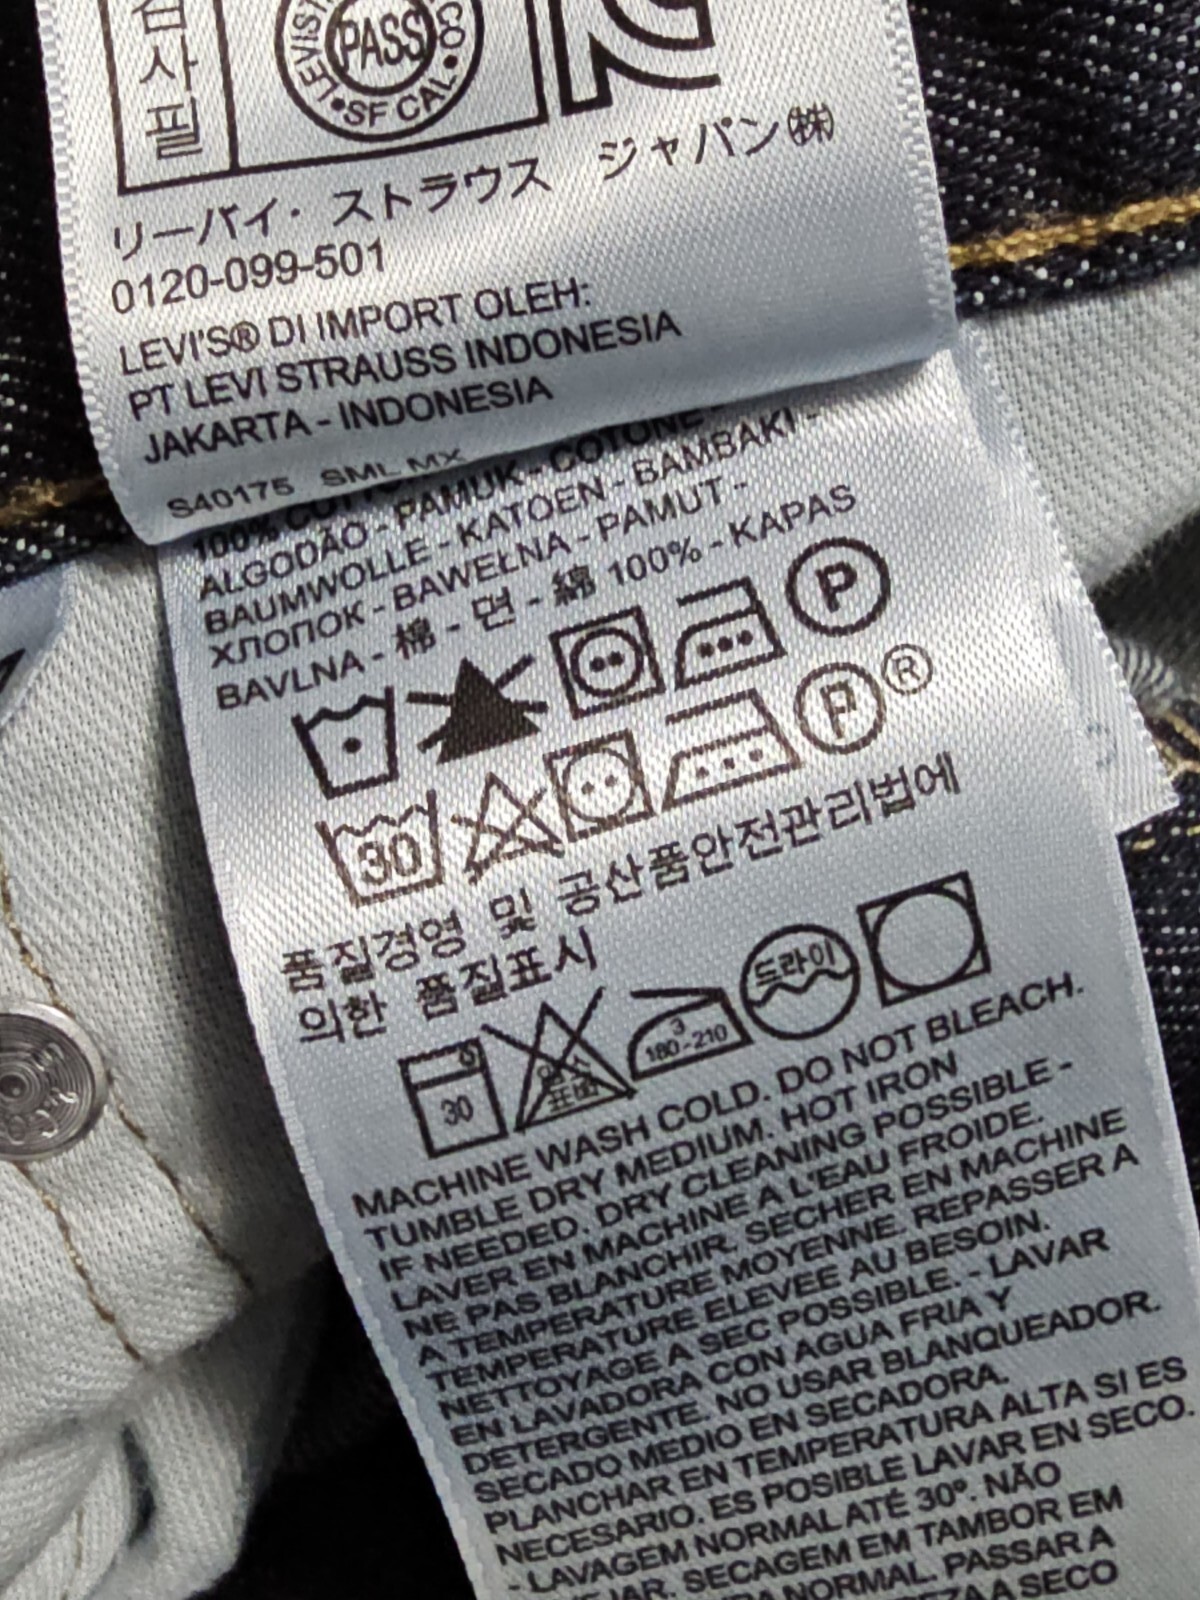 검사필
LEVI'S
PASS
CO. SF CAL.
リーバイ・ストラウス ジャパン㈱
0120-099-501
LEVI'S® DI IMPORT OLEH:
PT LEVI STRAUSS INDONESIA
JAKARTA - INDONESIA
S40175 SML MX
100% COTTON - COTONE -
ALGODÃO - PAMUK - BAMBAKI -
BAUMWOLLE - KATOEN - PAMUT -
ХЛОПОК - BAWEŁNA - 100% - KAPAS
BAVLNA - 棉 - 면 - 綿
P
30 P®
품질경영 및 공산품안전관리법에
의한 품질표시
30 3 180-210 드라이
MACHINE WASH COLD. DO NOT BLEACH.
TUMBLE DRY MEDIUM. HOT IRON
IF NEEDED. DRY CLEANING POSSIBLE -
LAVER EN MACHINE A L'EAU FROIDE.
NE PAS BLANCHIR. SECHER EN MACHINE
A TEMPERATURE MOYENNE. REPASSER A
TEMPERATURE ELEVEE AU BESOIN.
NETTOYAGE A SEC POSSIBLE. - LAVAR
EN LAVADORA CON AGUA FRIA Y
DETERGENTE. NO USAR BLANQUEADOR.
SECADO MEDIO EN SECADORA.
PLANCHAR EN TEMPERATURA ALTA SI ES
NECESARIO. ES POSIBLE LAVAR EN SECO.
- LAVAGEM NORMAL ATÉ 30º. NÃO
JAR. SECAGEM EM TAMBOR EM
NORMAL. PASSAR A
A SECO